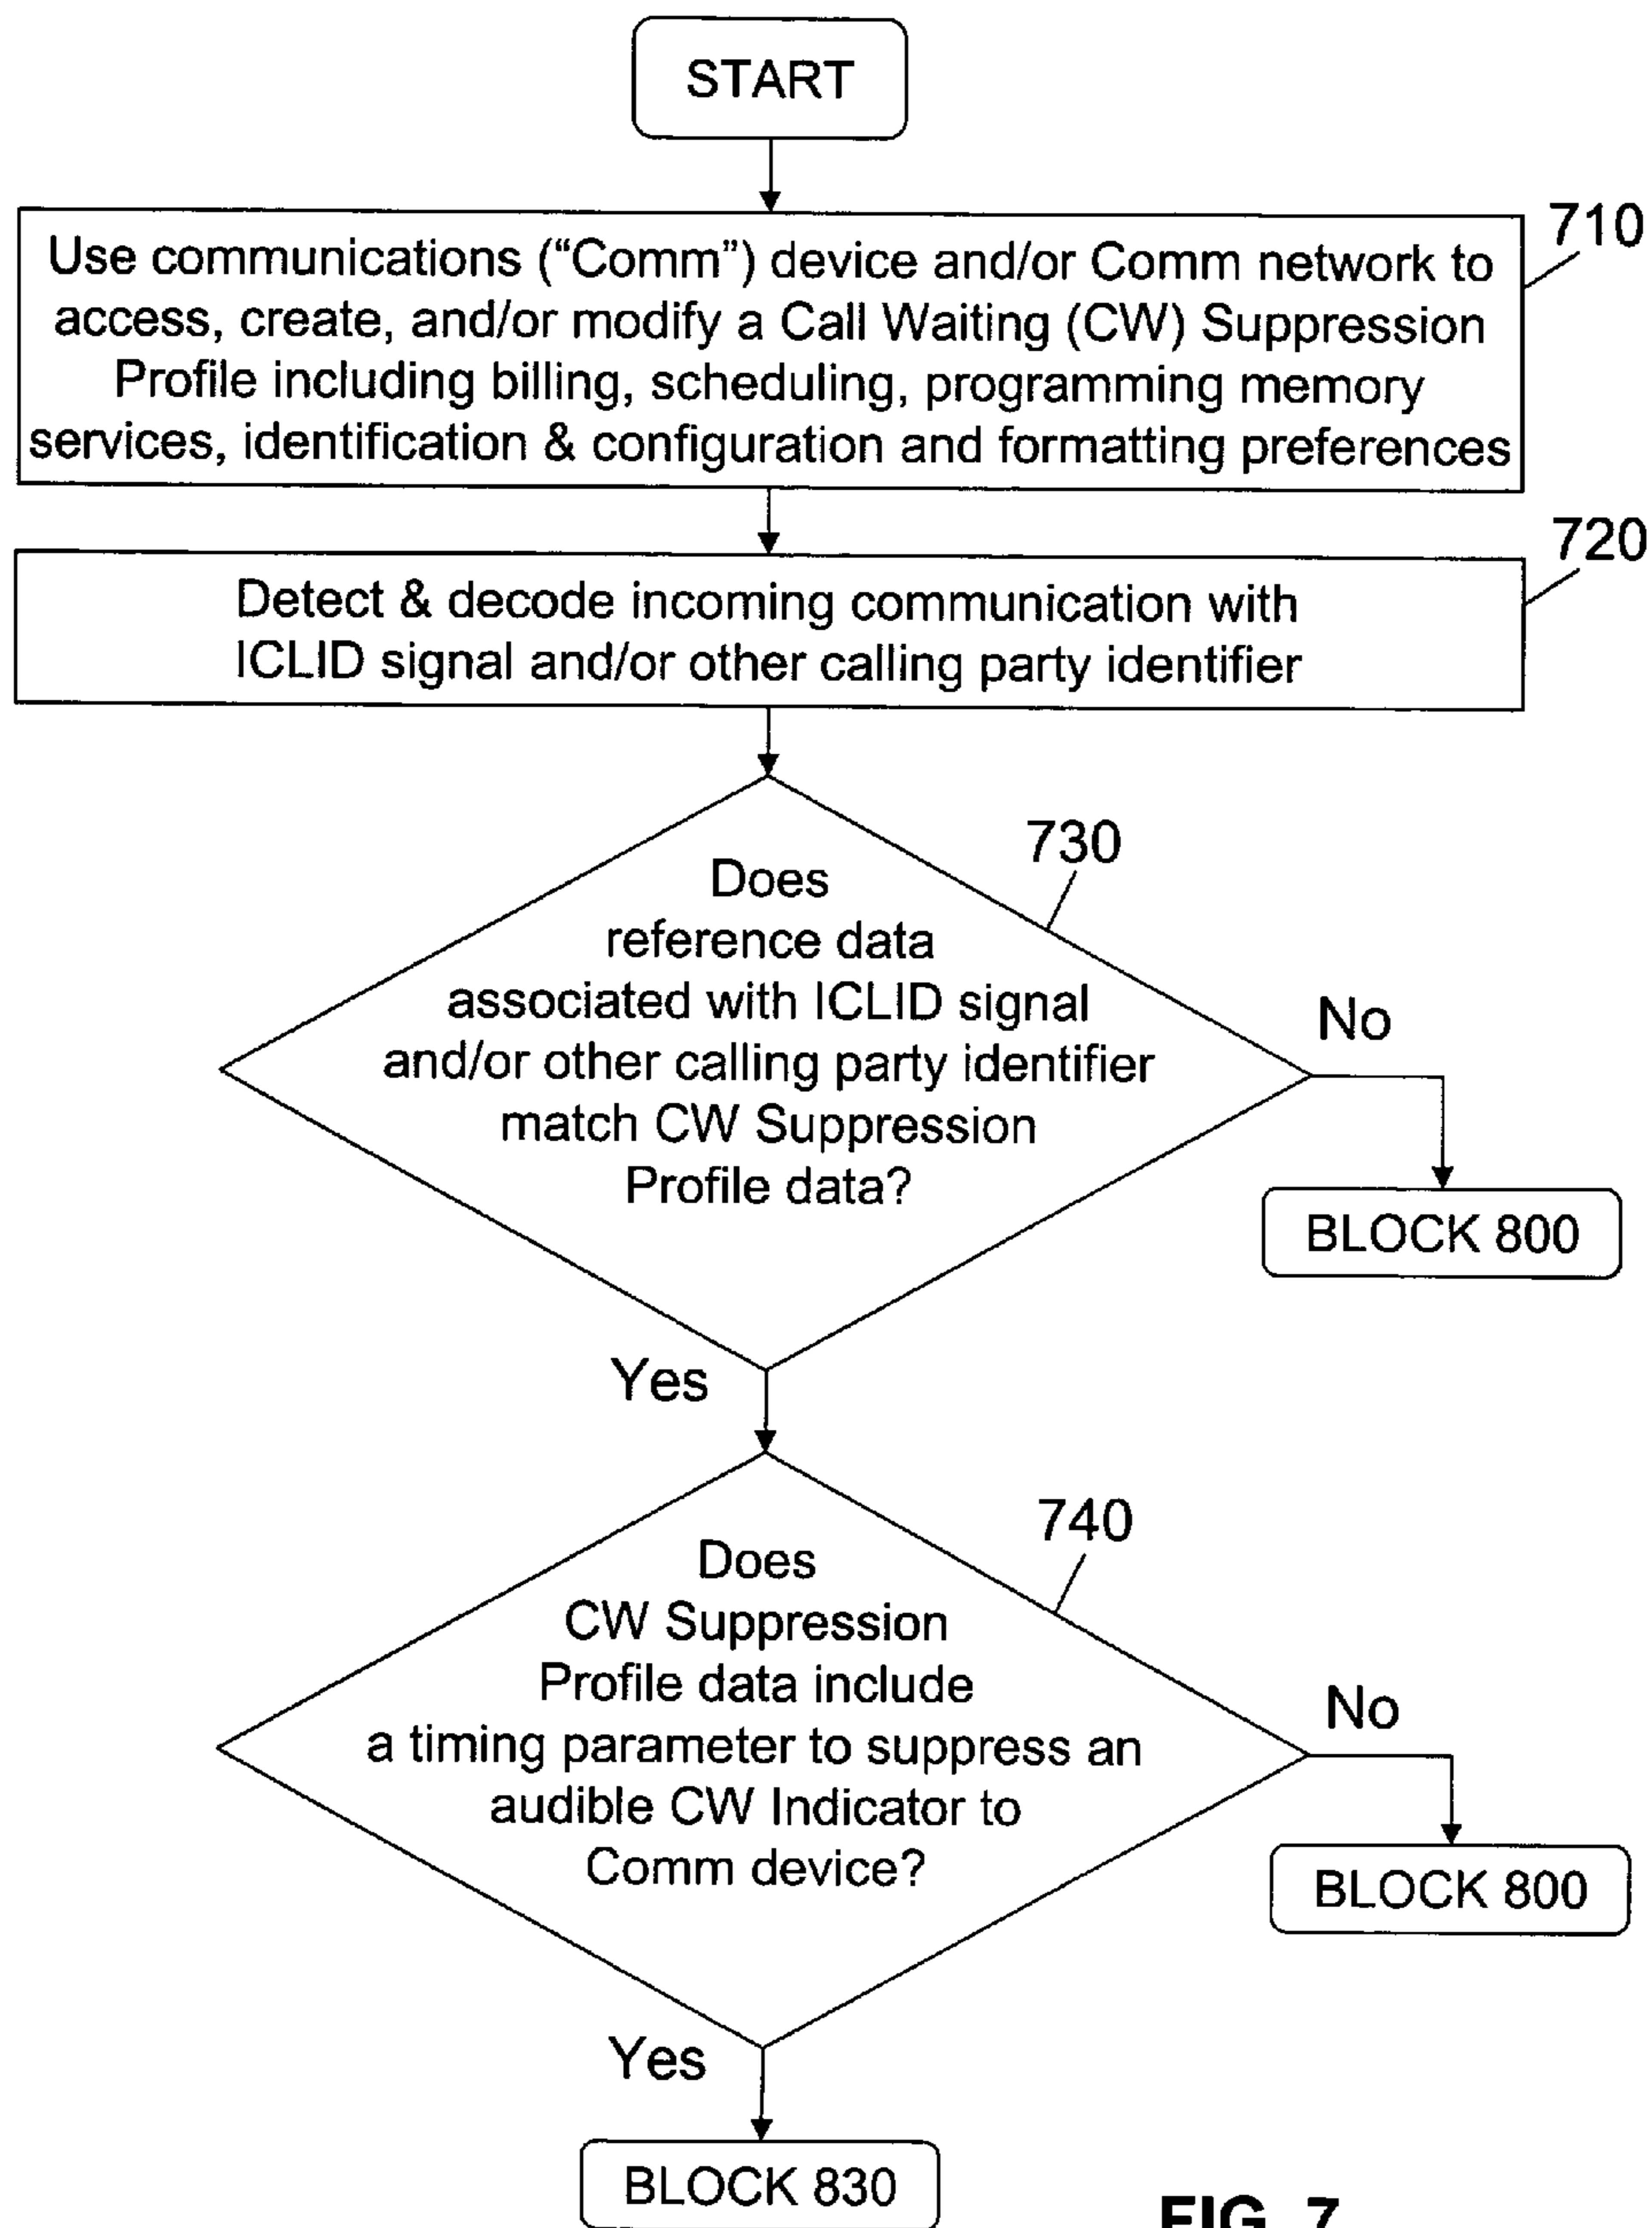 START
710
Use communications (“Comm”) device and/or Comm network to
access, create, and/or modify a Call Waiting (CW) Suppression
Profile including billing, scheduling, programming memory
services, identification & configuration and formatting preferences
720
Detect & decode incoming communication with
ICLID signal and/or other calling party identifier
730
Does
reference data
associated with ICLID signal
and/or other calling party identifier
match CW Suppression
Profile data?
No
BLOCK 800
Yes
740
Does
CW Suppression
Profile data include
a timing parameter to suppress an
audible CW Indicator to
Comm device?
No
BLOCK 800
Yes
BLOCK 830
FIG. 7